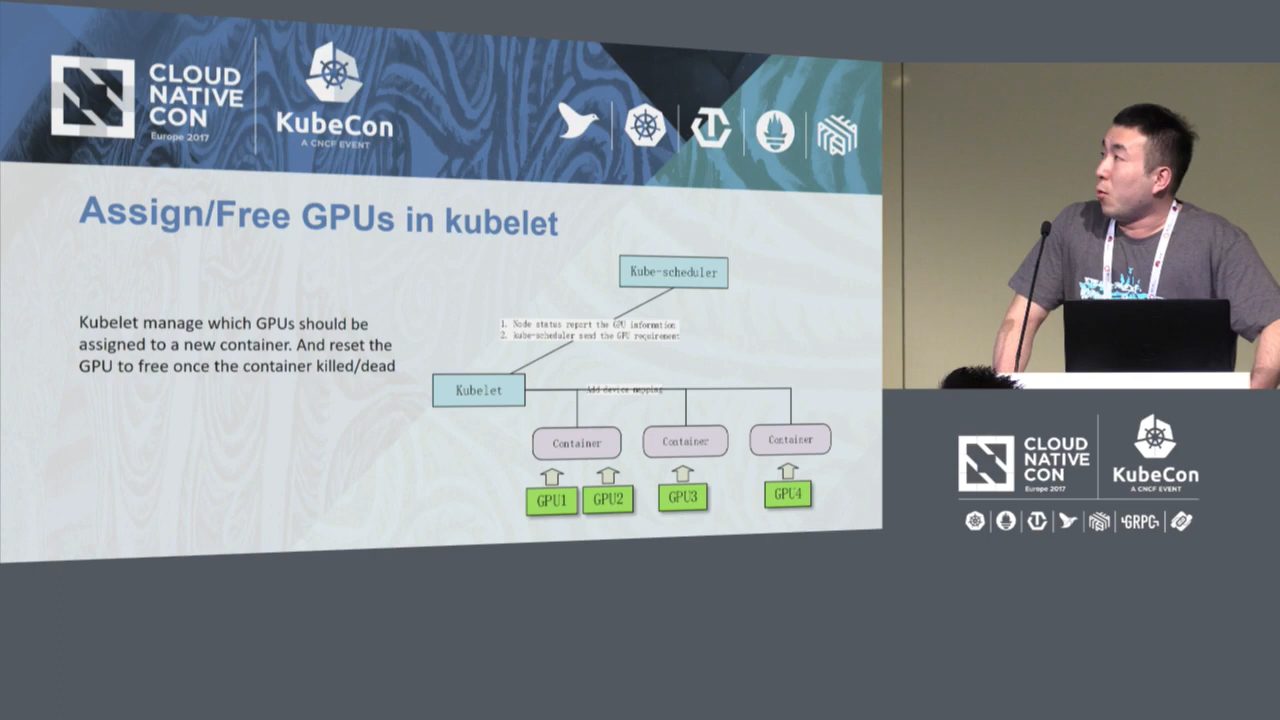 CLOUD
NATIVE
CON
Europe 2017
KubeCon
A CNCF EVENT
Assign/Free GPUs in kubelet
Kubelet manage which GPUs should be
assigned to a new container. And reset the
GPU to free once the container killed/dead
Kube-scheduler
1. Node status report the GPU information
2. kube-scheduler send the GPU requirement
Kubelet
Add device mapping
Container
Container
Container
GPU1
GPU2
GPU3
GPU4
CLOUD
NATIVE
CON
Europe 2017
KubeCon
A CNCF EVENT
GRPC